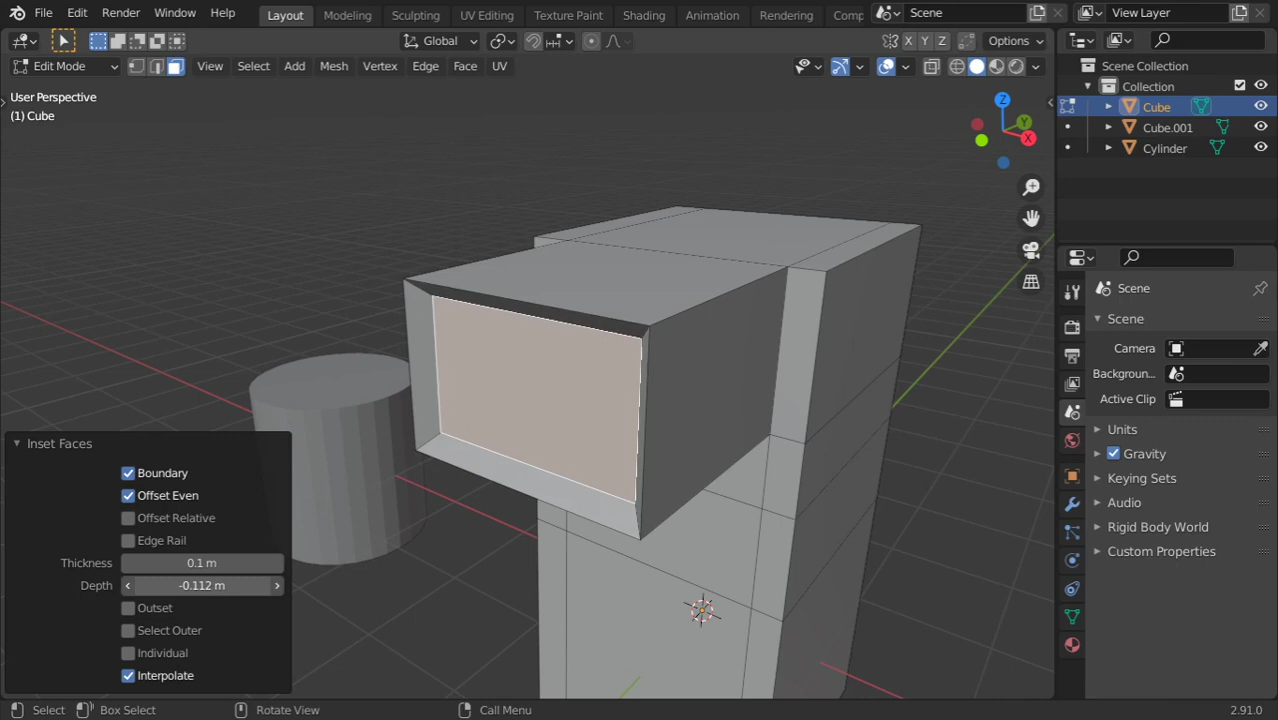 File Edit Render Window Help Layout Modeling Sculpting UV Editing Texture Paint Shading Animation Rendering Comp Scene View Layer
Global X Y Z Options
Edit Mode View Select Add Mesh Vertex Edge Face UV
User Perspective
(1) Cube
Z
Y
X
Scene Collection
Collection
Cube
Cube.001
Cylinder
Scene
Scene
Camera
Backgroun...
Active Clip
Units
Gravity
Keying Sets
Audio
Rigid Body World
Custom Properties
Inset Faces
Boundary
Offset Even
Offset Relative
Edge Rail
Thickness 0.1 m
Depth -0.112 m
Outset
Select Outer
Individual
Interpolate
Select Box Select Rotate View Call Menu 2.91.0